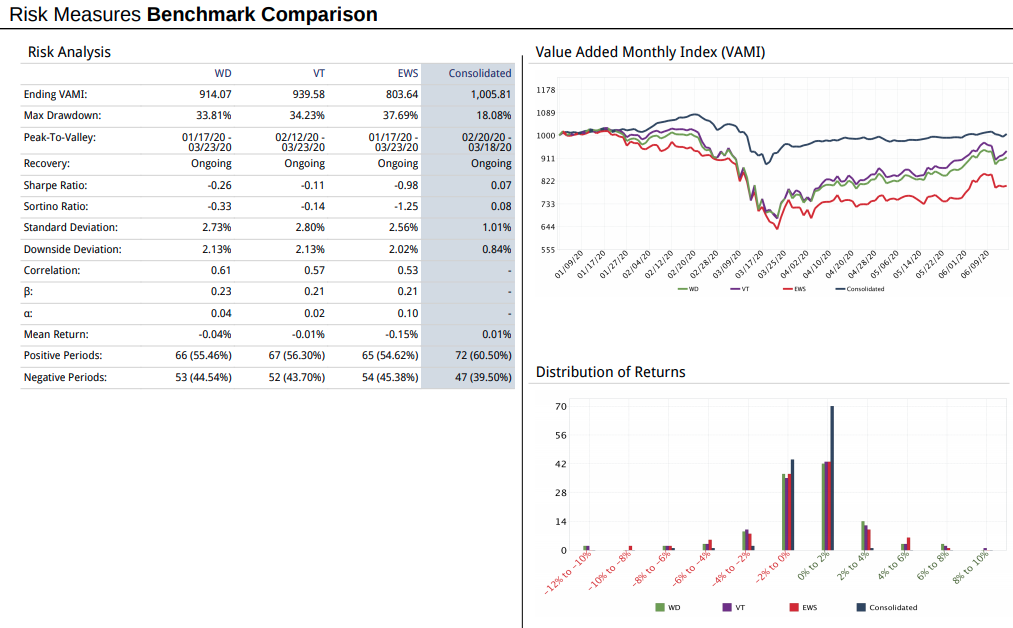 Risk Measures Benchmark Comparison
Risk Analysis
WD VT EWS Consolidated
Ending VAMI: 914.07 939.58 803.64 1,005.81
Max Drawdown: 33.81% 34.23% 37.69% 18.08%
Peak-To-Valley: 01/17/20 - 02/12/20 - 01/17/20 - 02/20/20 -
03/23/20 03/23/20 03/23/20 03/18/20
Recovery: Ongoing Ongoing Ongoing Ongoing
Sharpe Ratio: -0.26 -0.11 -0.98 0.07
Sortino Ratio: -0.33 -0.14 -1.25 0.08
Standard Deviation: 2.73% 2.80% 2.56% 1.01%
Downside Deviation: 2.13% 2.13% 2.02% 0.84%
Correlation: 0.61 0.57 0.53 -
β: 0.23 0.21 0.21 -
α: 0.04 0.02 0.10 -
Mean Return: -0.04% -0.01% -0.15% 0.01%
Positive Periods: 66 (55.46%) 67 (56.30%) 65 (54.62%) 72 (60.50%)
Negative Periods: 53 (44.54%) 52 (43.70%) 54 (45.38%) 47 (39.50%)
Value Added Monthly Index (VAMI)
1178
1089
1000
911
822
733
644
555
01/09/20 01/17/20 01/27/20 02/04/20 02/12/20 02/20/20 02/28/20 03/09/20 03/17/20 03/25/20 04/02/20 04/10/20 04/20/20 04/28/20 05/06/20 05/14/20 05/22/20 06/01/20 06/09/20
WD VT EWS Consolidated
Distribution of Returns
70
56
42
28
14
0
-12% to -10% -10% to -8% -8% to -6% -6% to -4% -4% to -2% -2% to 0% 0% to 2% 2% to 4% 4% to 6% 6% to 8% 8% to 10%
WD VT EWS Consolidated